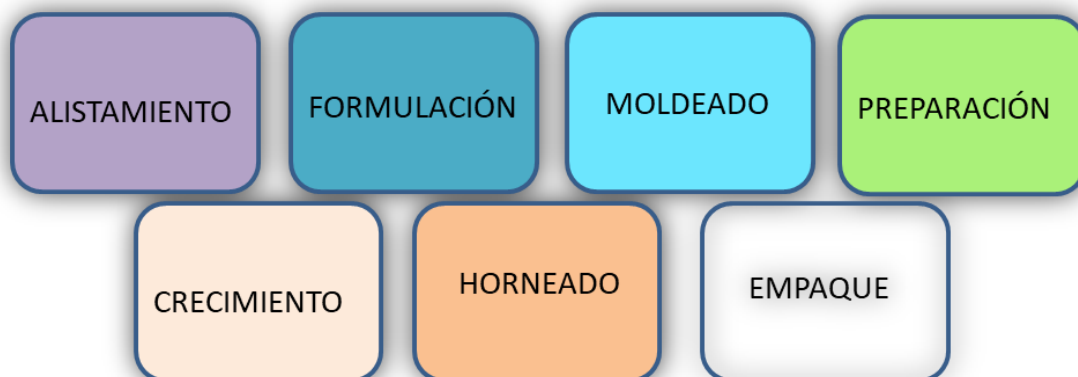 ALISTAMIENTO
FORMULACIÓN
MOLDEADO
PREPARACIÓN
CRECIMIENTO
HORNEADO
EMPAQUE